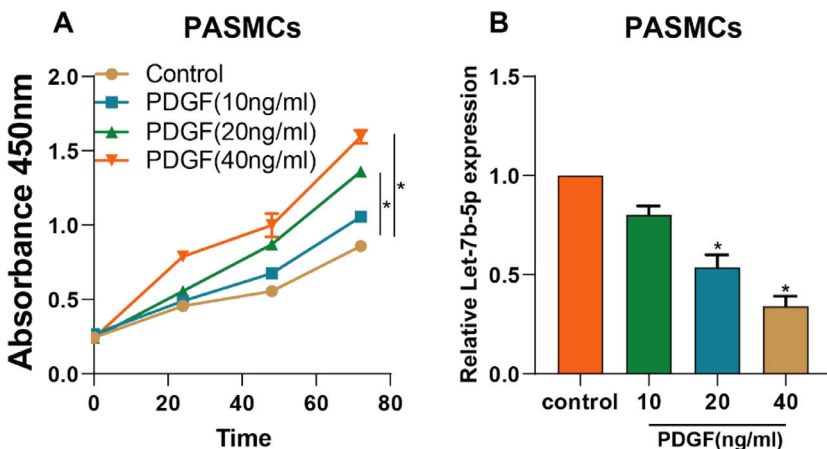 A
PASMCs
Control
PDGF(10ng/ml)
PDGF(20ng/ml)
PDGF(40ng/ml)
Absorbance 450nm
2.0
1.5
1.0
0.5
0.0
0
20
40
60
80
Time
*
*
B
PASMCs
Relative Let-7b-5p expression
1.5
1.0
0.5
0.0
*
*
control
10
20
40
PDGF(ng/ml)